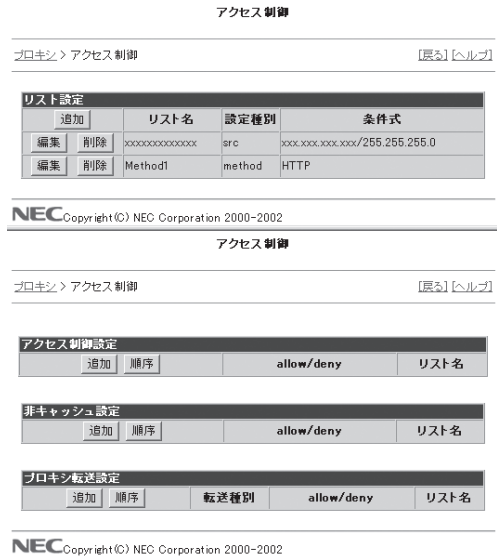 アクセス制御
プロキシ > アクセス制御 [戻る] [ヘルプ]
リスト設定
追加 リスト名 設定種別 条件式
編集 削除 xxxxxxxxxxxxx src xxx.xxx.xxx.xxx/255.255.255.0
編集 削除 Method1 method HTTP
NEC Copyright(C) NEC Corporation 2000-2002
アクセス制御
プロキシ > アクセス制御 [戻る] [ヘルプ]
アクセス制御設定
追加 順序 allow/deny リスト名
非キャッシュ設定
追加 順序 allow/deny リスト名
プロキシ転送設定
追加 順序 転送種別 allow/deny リスト名
NEC Copyright(C) NEC Corporation 2000-2002